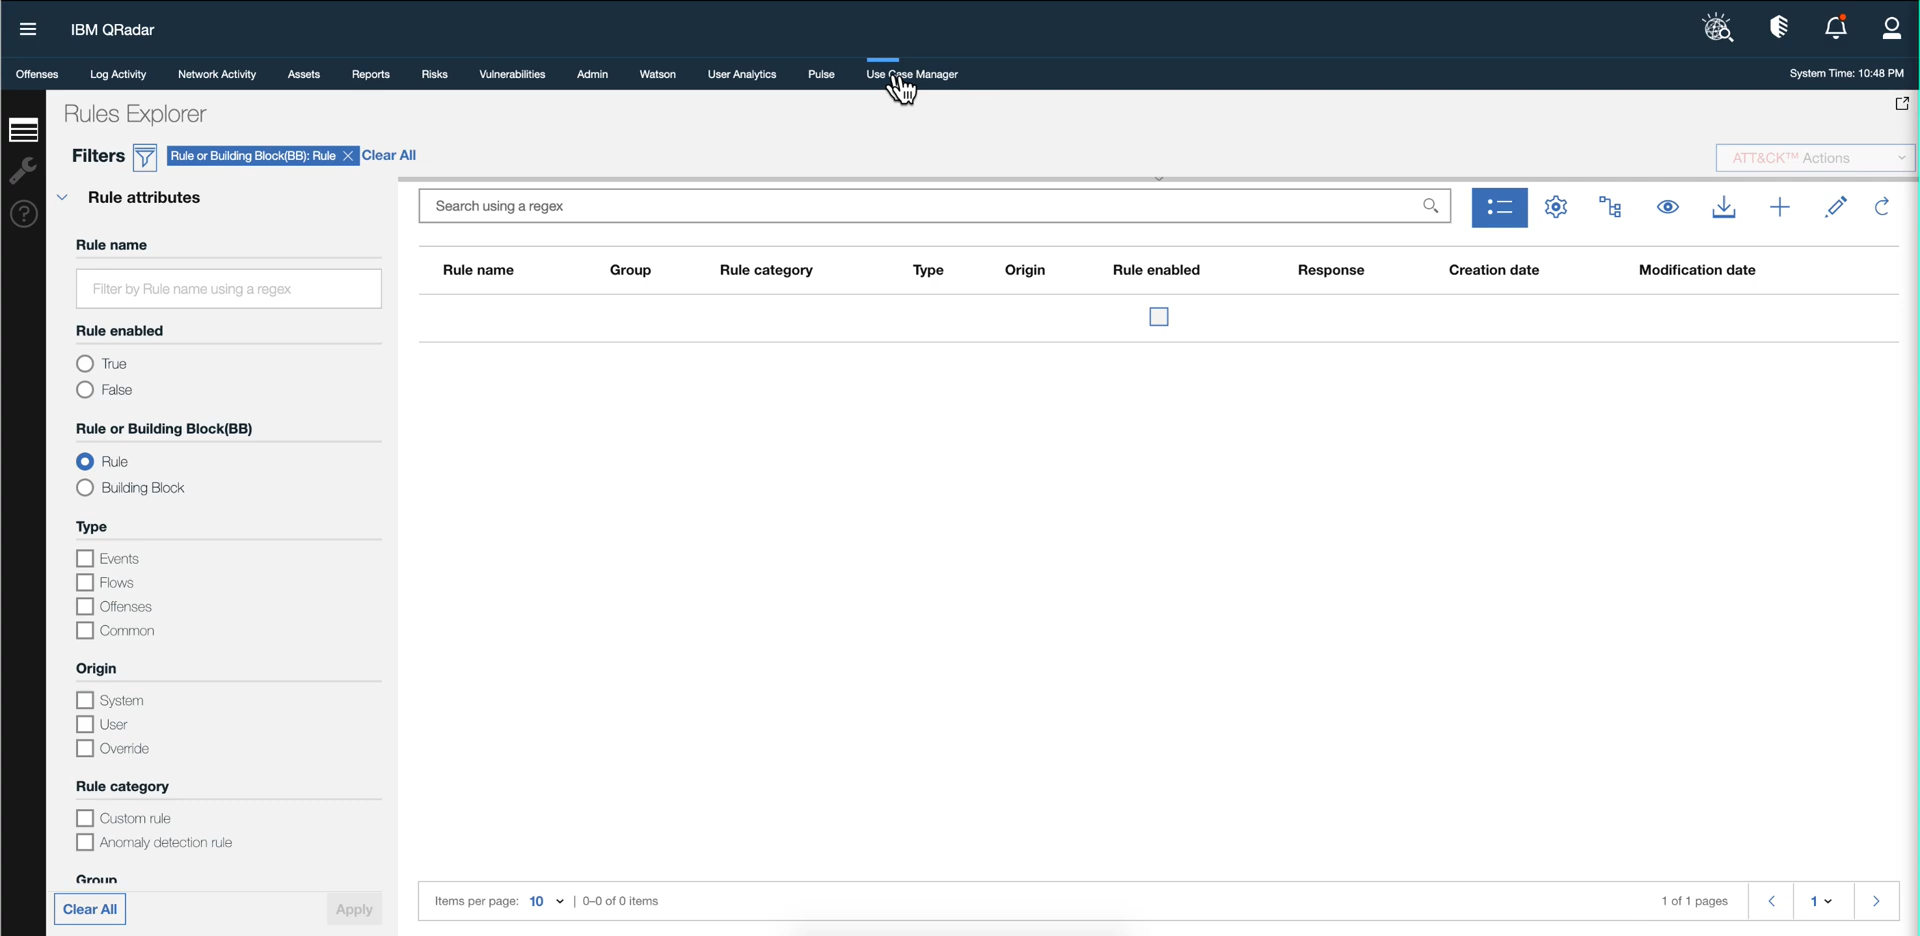 IBM QRadar
Offenses Log Activity Network Activity Assets Reports Risks Vulnerabilities Admin Watson User Analytics Pulse Use Case Manager System Time: 10:48 PM
Rules Explorer
Filters Rule or Building Block(BB): Rule Clear All
ATT&CK™ Actions
Rule attributes
Search using a regex
Rule name
Filter by Rule name using a regex
Rule enabled
True
False
Rule or Building Block(BB)
Rule
Building Block
Type
Events
Flows
Offenses
Common
Origin
System
User
Override
Rule category
Custom rule
Anomaly detection rule
Group
Clear All Apply
Rule name Group Rule category Type Origin Rule enabled Response Creation date Modification date
Items per page: 10 | 0–0 of 0 items 1 of 1 pages 1